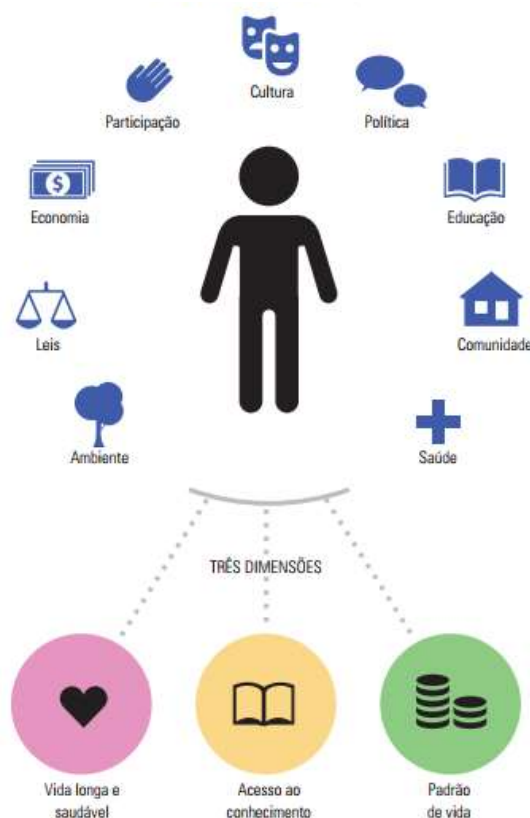 Cultura
Participação
Política
$
Economia
Educação
Leis
Comunidade
Ambiente
Saúde
TRÊS DIMENSÕES
Vida longa e
saudável
Acesso ao
conhecimento
Padrão
de vida